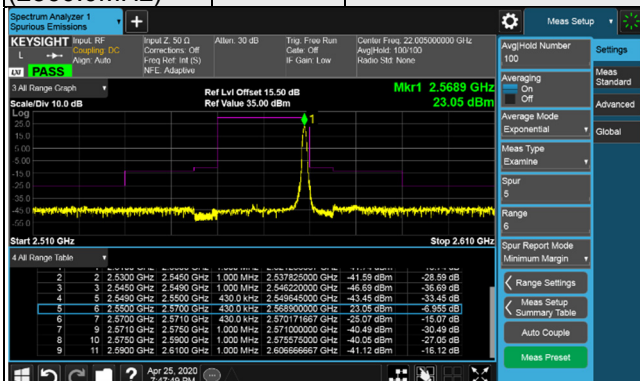 Spectrum Analyzer 1
Spurious Emissions
Meas Setup
KEYSIGHT Input: RF
Coupling: DC
Align: Auto
Input Z: 50 Ω
Corrections: Off
Freq Ref: Int (S)
NFE: Adaptive
Atten: 30 dB
Trig: Free Run
Gate: Off
IF Gain: Low
Center Freq: 22.005000000 GHz
Avg|Hold: 100/100
Radio Std: None
L
LXI PASS
3 All Range Graph
Scale/Div 10.0 dB
Ref Lvl Offset 15.50 dB
Ref Value 35.00 dBm
Mkr1 2.5689 GHz
23.05 dBm
Log
25.0
15.0
5.00
-5.00
-15.0
-25.0
-35.0
-45.0
-55.0
1
Start 2.510 GHz
Stop 2.610 GHz
4 All Range Table
2 2 2.5300 GHz 2.5450 GHz 1.000 MHz 2.537825000 GHz -41.59 dBm -28.59 dB
3 3 2.5450 GHz 2.5490 GHz 1.000 MHz 2.546220000 GHz -46.69 dBm -36.69 dB
4 5 2.5490 GHz 2.5500 GHz 430.0 kHz 2.549645000 GHz -43.45 dBm -33.45 dB
5 6 2.5500 GHz 2.5700 GHz 430.0 kHz 2.568900000 GHz 23.05 dBm -6.955 dB
6 7 2.5700 GHz 2.5710 GHz 430.0 kHz 2.570171667 GHz -25.07 dBm -15.07 dB
7 9 2.5710 GHz 2.5750 GHz 1.000 MHz 2.571000000 GHz -40.49 dBm -30.49 dB
8 10 2.5750 GHz 2.5900 GHz 1.000 MHz 2.575575000 GHz -40.05 dBm -27.05 dB
9 11 2.5900 GHz 2.6100 GHz 1.000 MHz 2.606666667 GHz -41.12 dBm -16.12 dB
Avg|Hold Number
100
Averaging
On
Off
Average Mode
Exponential
Meas Type
Examine
Spur
5
Range
6
Spur Report Mode
Minimum Margin
Range Settings
Meas Setup
Summary Table
Auto Couple
Meas Preset
Settings
Meas
Standard
Advanced
Global
Apr 25, 2020
7:47:49 PM